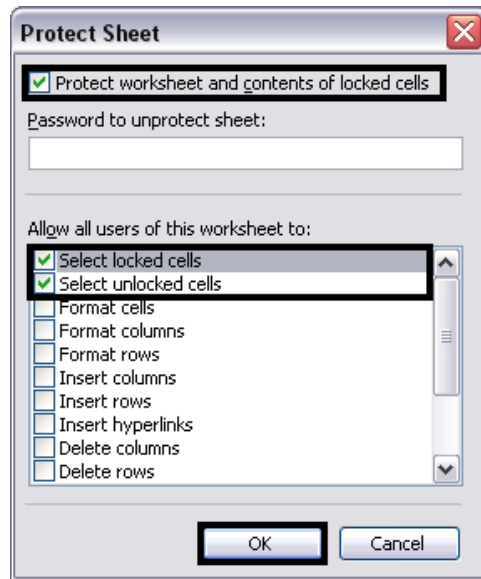 Protect Sheet
Protect worksheet and contents of locked cells
Password to unprotect sheet:
Allow all users of this worksheet to:
Select locked cells
Select unlocked cells
Format cells
Format columns
Format rows
Insert columns
Insert rows
Insert hyperlinks
Delete columns
Delete rows
OK Cancel